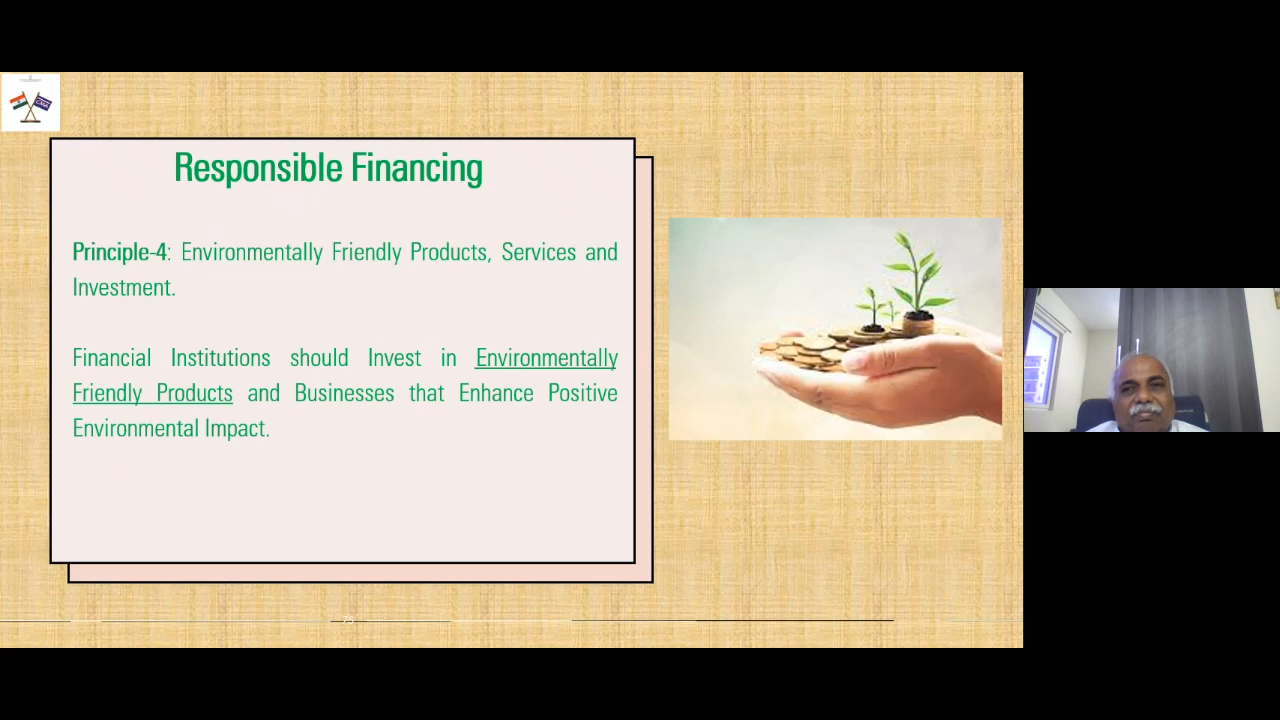 Responsible Financing
Principle-4: Environmentally Friendly Products, Services and
Investment.
Financial Institutions should Invest in Environmentally
Friendly Products and Businesses that Enhance Positive
Environmental Impact.
75